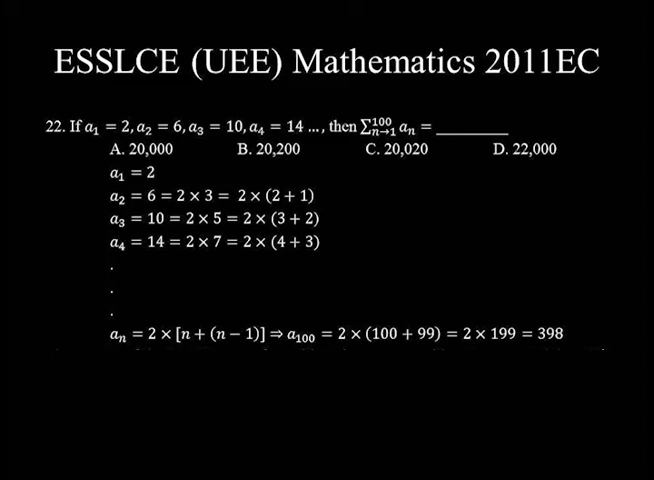 ESSLCE (UEE) Mathematics 2011EC
22. If a₁ = 2, a₂ = 6, a₃ = 10, a₄ = 14 ..., then ∑ₙ→₁¹⁰⁰ aₙ = ________
A. 20,000 B. 20,200 C. 20,020 D. 22,000
a₁ = 2
a₂ = 6 = 2 × 3 = 2 × (2 + 1)
a₃ = 10 = 2 × 5 = 2 × (3 + 2)
a₄ = 14 = 2 × 7 = 2 × (4 + 3)
.
.
.
aₙ = 2 × [n + (n − 1)] ⇒ a₁₀₀ = 2 × (100 + 99) = 2 × 199 = 398